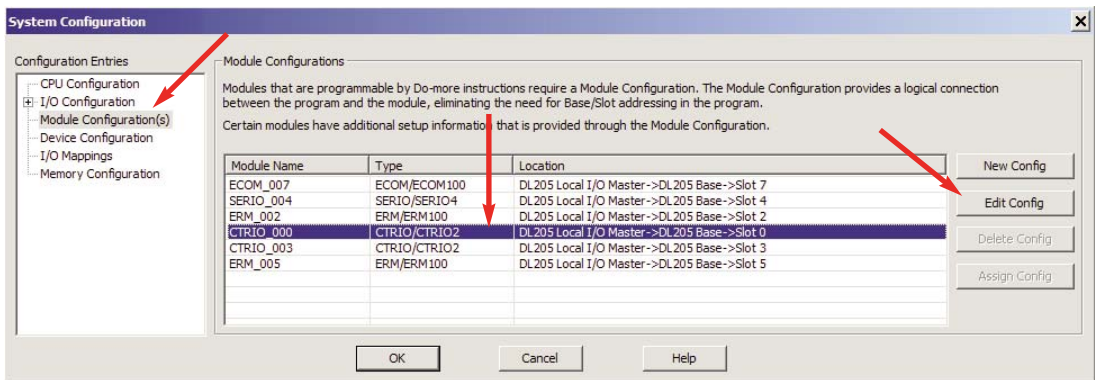 System Configuration
Configuration Entries
CPU Configuration
I/O Configuration
Module Configuration(s)
Device Configuration
I/O Mappings
Memory Configuration
Module Configurations
Modules that are programmable by Do-more instructions require a Module Configuration. The Module Configuration provides a logical connection
between the program and the module, eliminating the need for Base/Slot addressing in the program.
Certain modules have additional setup information that is provided through the Module Configuration.
Module Name Type Location
ECOM_007 ECOM/ECOM100 DL205 Local I/O Master->DL205 Base->Slot 7
SERIO_004 SERIO/SERIO4 DL205 Local I/O Master->DL205 Base->Slot 4
ERM_002 ERM/ERM100 DL205 Local I/O Master->DL205 Base->Slot 2
CTRIO_000 CTRIO/CTRIO2 DL205 Local I/O Master->DL205 Base->Slot 0
CTRIO_003 CTRIO/CTRIO2 DL205 Local I/O Master->DL205 Base->Slot 3
ERM_005 ERM/ERM100 DL205 Local I/O Master->DL205 Base->Slot 5
New Config
Edit Config
Delete Config
Assign Config
OK Cancel Help